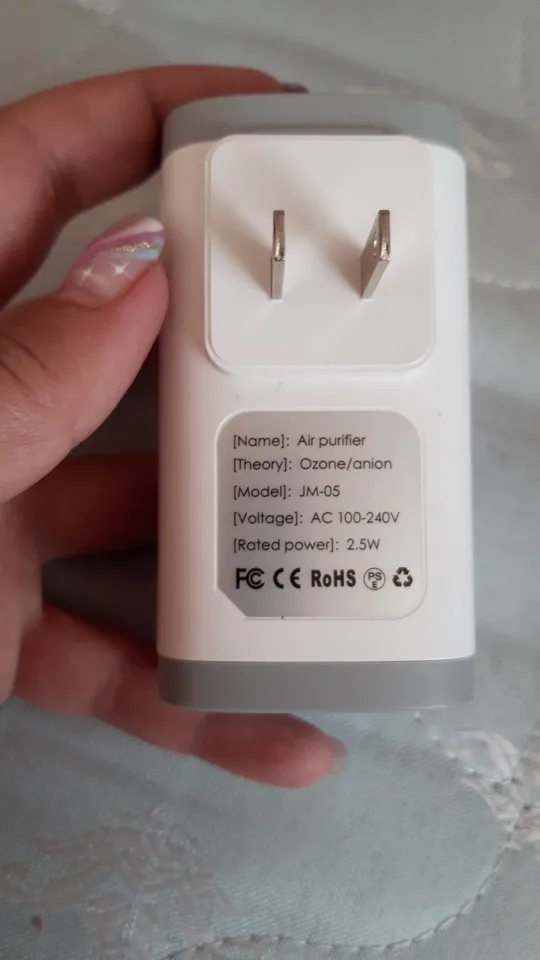 [Name]: Air purifier
[Theory]: Ozone/anion
[Model]: JM-05
[Voltage]: AC 100-240V
[Rated power]: 2.5W
FC CE RoHS PSE